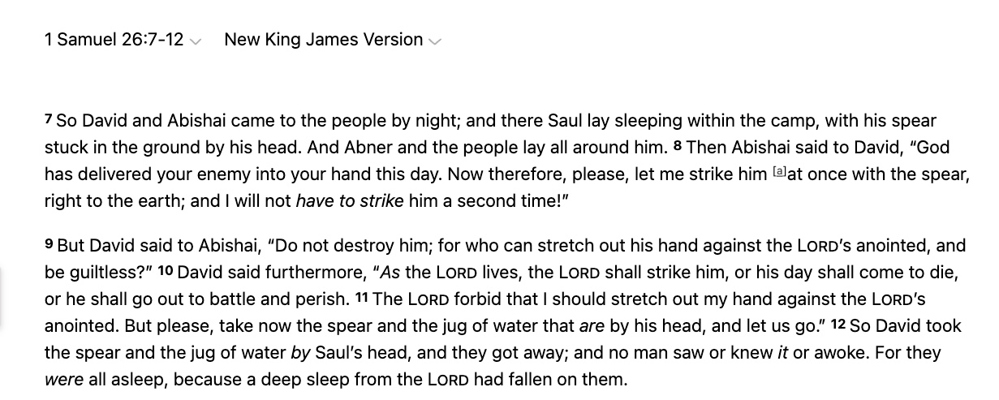 1 Samuel 26:7-12 New King James Version
7 So David and Abishai came to the people by night; and there Saul lay sleeping within the camp, with his spear
stuck in the ground by his head. And Abner and the people lay all around him. 8 Then Abishai said to David, “God
has delivered your enemy into your hand this day. Now therefore, please, let me strike him [a]at once with the spear,
right to the earth; and I will not have to strike him a second time!”
9 But David said to Abishai, “Do not destroy him; for who can stretch out his hand against the LORD’s anointed, and
be guiltless?” 10 David said furthermore, “As the LORD lives, the LORD shall strike him, or his day shall come to die,
or he shall go out to battle and perish. 11 The LORD forbid that I should stretch out my hand against the LORD’s
anointed. But please, take now the spear and the jug of water that are by his head, and let us go.” 12 So David took
the spear and the jug of water by Saul’s head, and they got away; and no man saw or knew it or awoke. For they
were all asleep, because a deep sleep from the LORD had fallen on them.